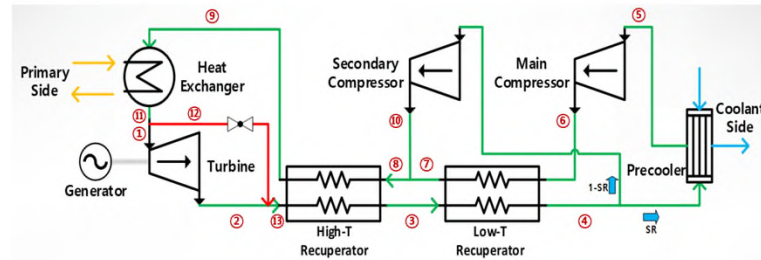 ⑨
⑤
Primary
Side
Heat
Exchanger
Secondary
Compressor
Main
Compressor
Coolant
Side
⑪
⑫
①
⑩
⑥
Precooler
Generator
Turbine
⑧
⑦
1-SR
②
⑬
③
④
SR
High-T
Recuperator
Low-T
Recuperator